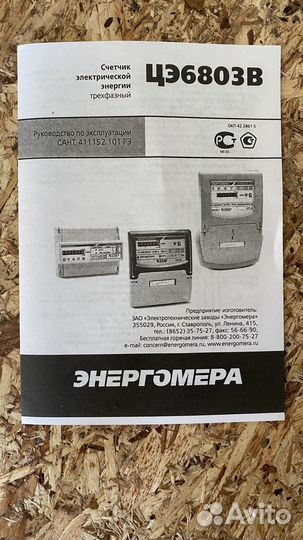 Счетчик
электрической
энергии
трехфазный
ЦЭ6803В
Руководство по эксплуатации
САНТ. 411152.101 РЭ
ОКП 42 2861 5
Предприятие-изготовитель:
ЗАО «Электротехнические заводы «Энергомера»
355029, Россия, г. Ставрополь, ул. Ленина, 415,
тел.: (8652) 35-75-27, факс: 56-66-90,
Бесплатная горячая линия: 8-800-200-75-27
e-mail: concern@energomera.ru, www.energomera.ru
ЭНЕРГОМЕРА
Avito